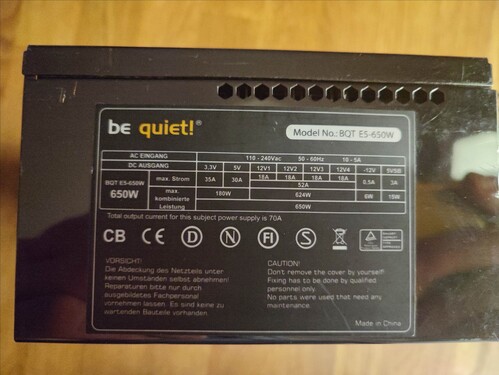 be quiet!®
Model No.: BQT E5-650W
AC EINGANG 110 - 240Vac 50 - 60Hz 10 - 5A
DC AUSGANG 3.3V 5V 12V1 12V2 12V3 12V4 -12V 5VSB
BQT E5-650W max. Strom 35A 30A 18A 18A 18A 18A 0,5A 3A
52A
650W max. kombinierte Leistung 180W 624W 6W 15W
650W
Total output current for this subject power supply is 70A
CB CE D N FI S
VORSICHT!
Die Abdeckung des Netzteils unter
keinen Umständen selbst abnehmen!
Reparaturen bitte nur durch
ausgebildetes Fachpersonal
vornehmen lassen. Es sind keine zu
wartenden Bauteile vorhanden.
CAUTION!
Don't remove the cover by yourself!
Fixing has to be done by qualified
personnel only.
No parts were used that need any
maintenance.
Made in China